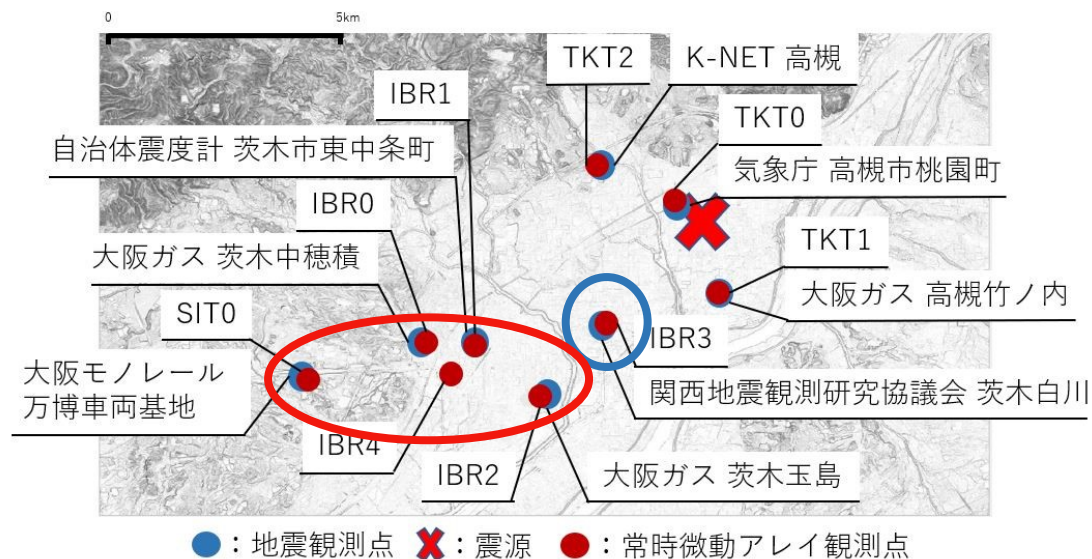 0
5km
TKT2
K-NET 高槻
IBR1
TKT0
自治体震度計 茨木市東中条町
気象庁 高槻市桃園町
IBR0
大阪ガス 茨木中穂積
TKT1
SIT0
大阪ガス 高槻竹ノ内
IBR3
大阪モノレール
万博車両基地
関西地震観測研究協議会 茨木白川
IBR4
IBR2
大阪ガス 茨木玉島
：地震観測点
：震源
：常時微動アレイ観測点